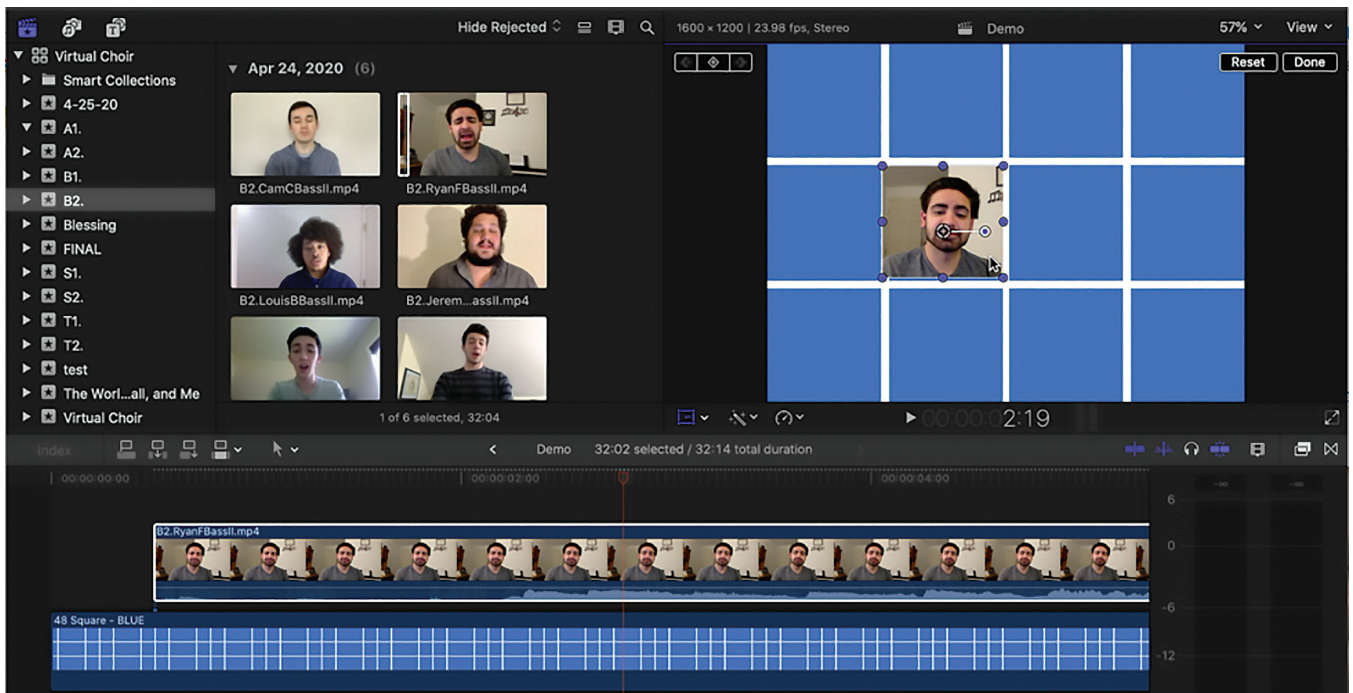 Hide Rejected
1600 × 1200 | 23.98 fps, Stereo
Demo
57%
View
Virtual Choir
Smart Collections
4-25-20
A1.
A2.
B1.
B2.
Blessing
FINAL
S1.
S2.
T1.
T2.
test
The Worl...all, and Me
Virtual Choir
Apr 24, 2020 (6)
B2.CamCBassII.mp4
B2.RyanFBassII.mp4
B2.LouisBBassII.mp4
B2.Jerem...assII.mp4
1 of 6 selected, 32:04
Reset
Done
00:00:02:19
Index
Demo
32:02 selected / 32:14 total duration
00:00:00:00
00:00:02:00
00:00:04:00
B2.RyanFBassII.mp4
48 Square - BLUE
6
0
-6
-12
-∞
-∞